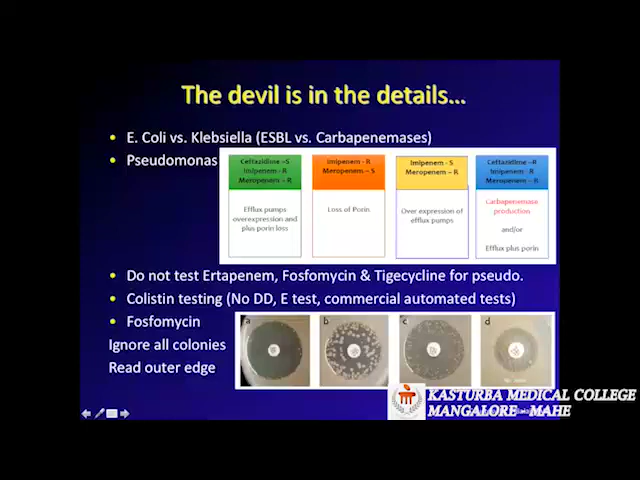 The devil is in the details...
E. Coli vs. Klebsiella (ESBL vs. Carbapenemases)
Pseudomonas
Ceftazidime -S
Imipenem - R
Meropenem - R
Efflux pumps
overexpression and
plus porin loss
Imipenem - R
Meropenem - S
Loss of Porin
Imipenem - S
Meropenem - R
Over expression of
efflux pumps
Ceftazidime -R
Imipenem - R
Meropenem - R
Carbapenemase
production
and/or
Efflux plus porin
Do not test Ertapenem, Fosfomycin & Tigecycline for pseudo.
Colistin testing (No DD, E test, commercial automated tests)
Fosfomycin
Ignore all colonies
Read outer edge
a
b
c
d
KASTURBA MEDICAL COLLEGE
MANGALORE - MAHE